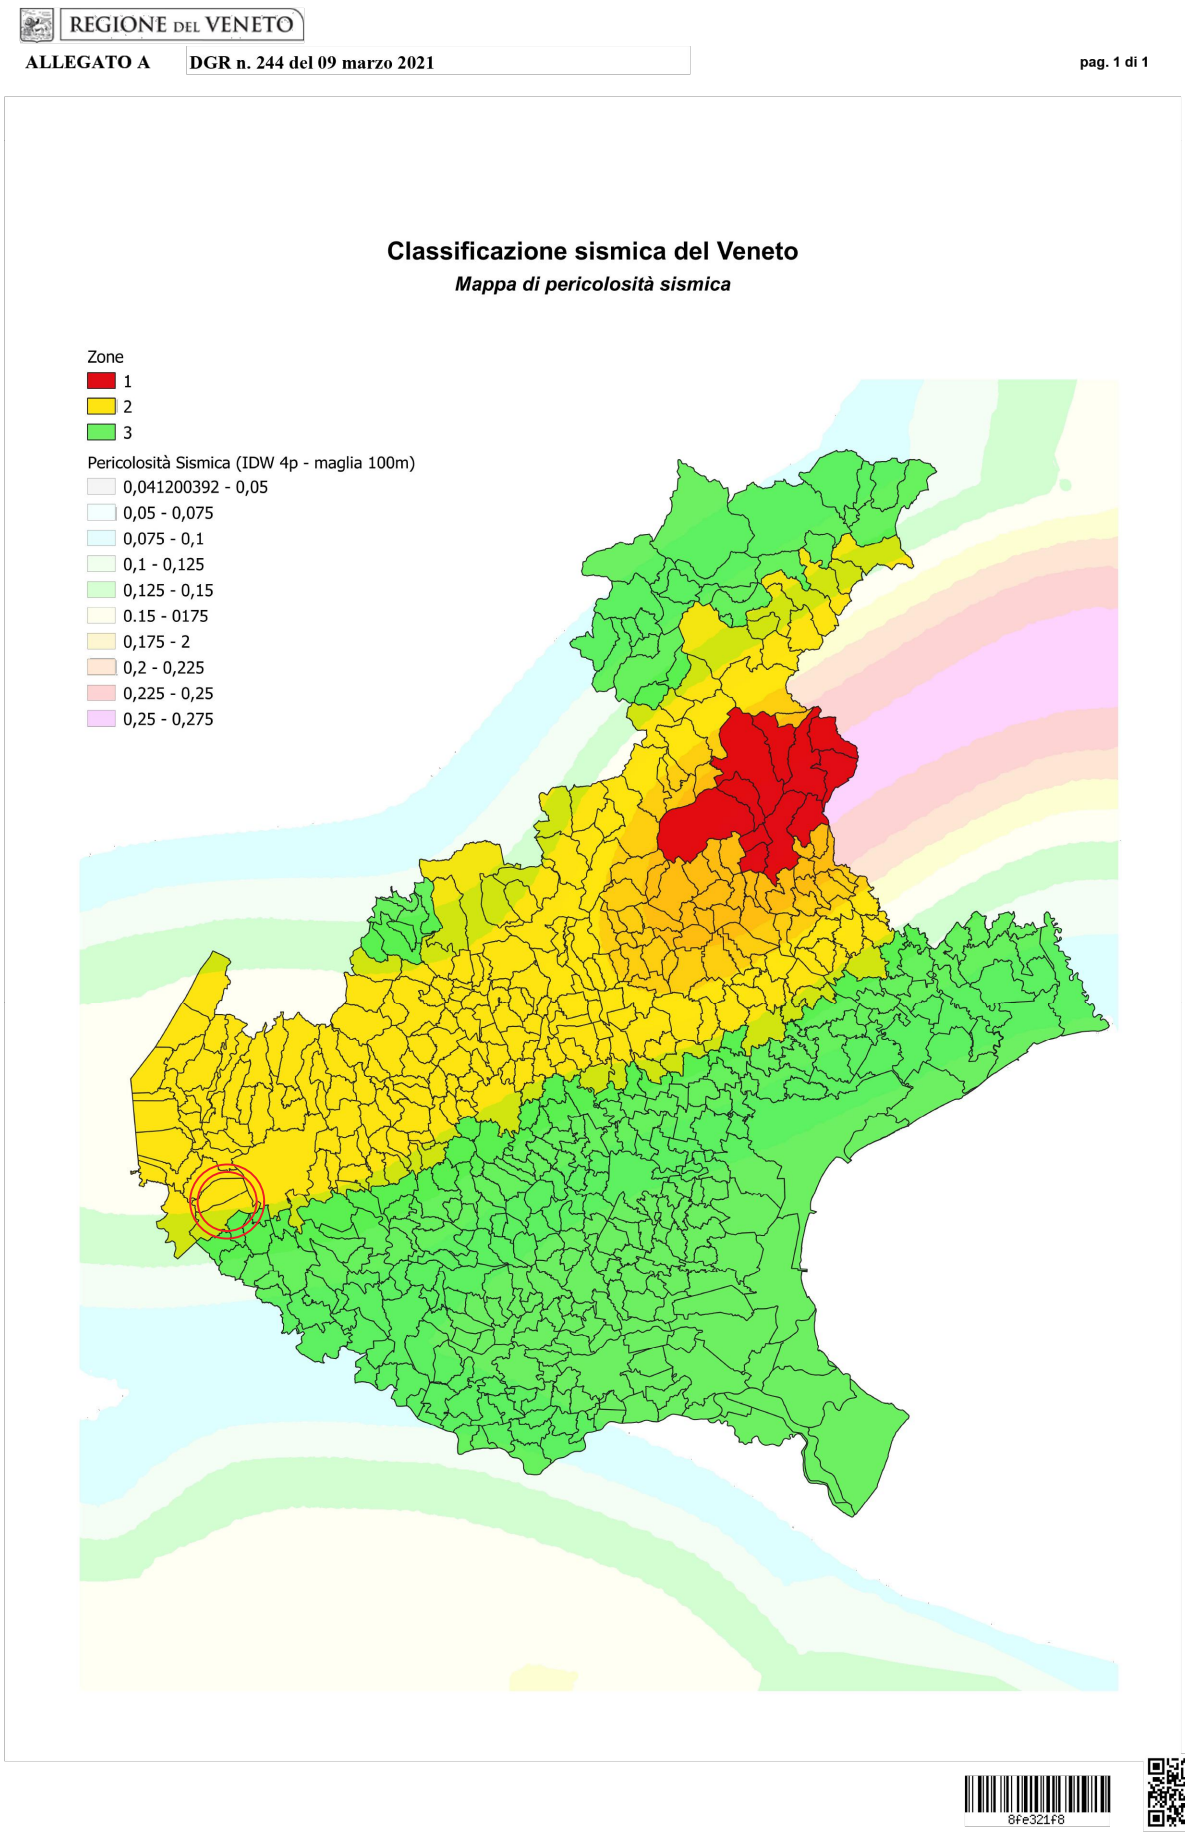 REGIONE DEL VENETO
ALLEGATO A DGR n. 244 del 09 marzo 2021 pag. 1 di 1
Classificazione sismica del Veneto
Mappa di pericolosità sismica
Zone
1
2
3
Pericolosità Sismica (IDW 4p - maglia 100m)
0,041200392 - 0,05
0,05 - 0,075
0,075 - 0,1
0,1 - 0,125
0,125 - 0,15
0.15 - 0175
0,175 - 2
0,2 - 0,225
0,225 - 0,25
0,25 - 0,275
8fe321f8